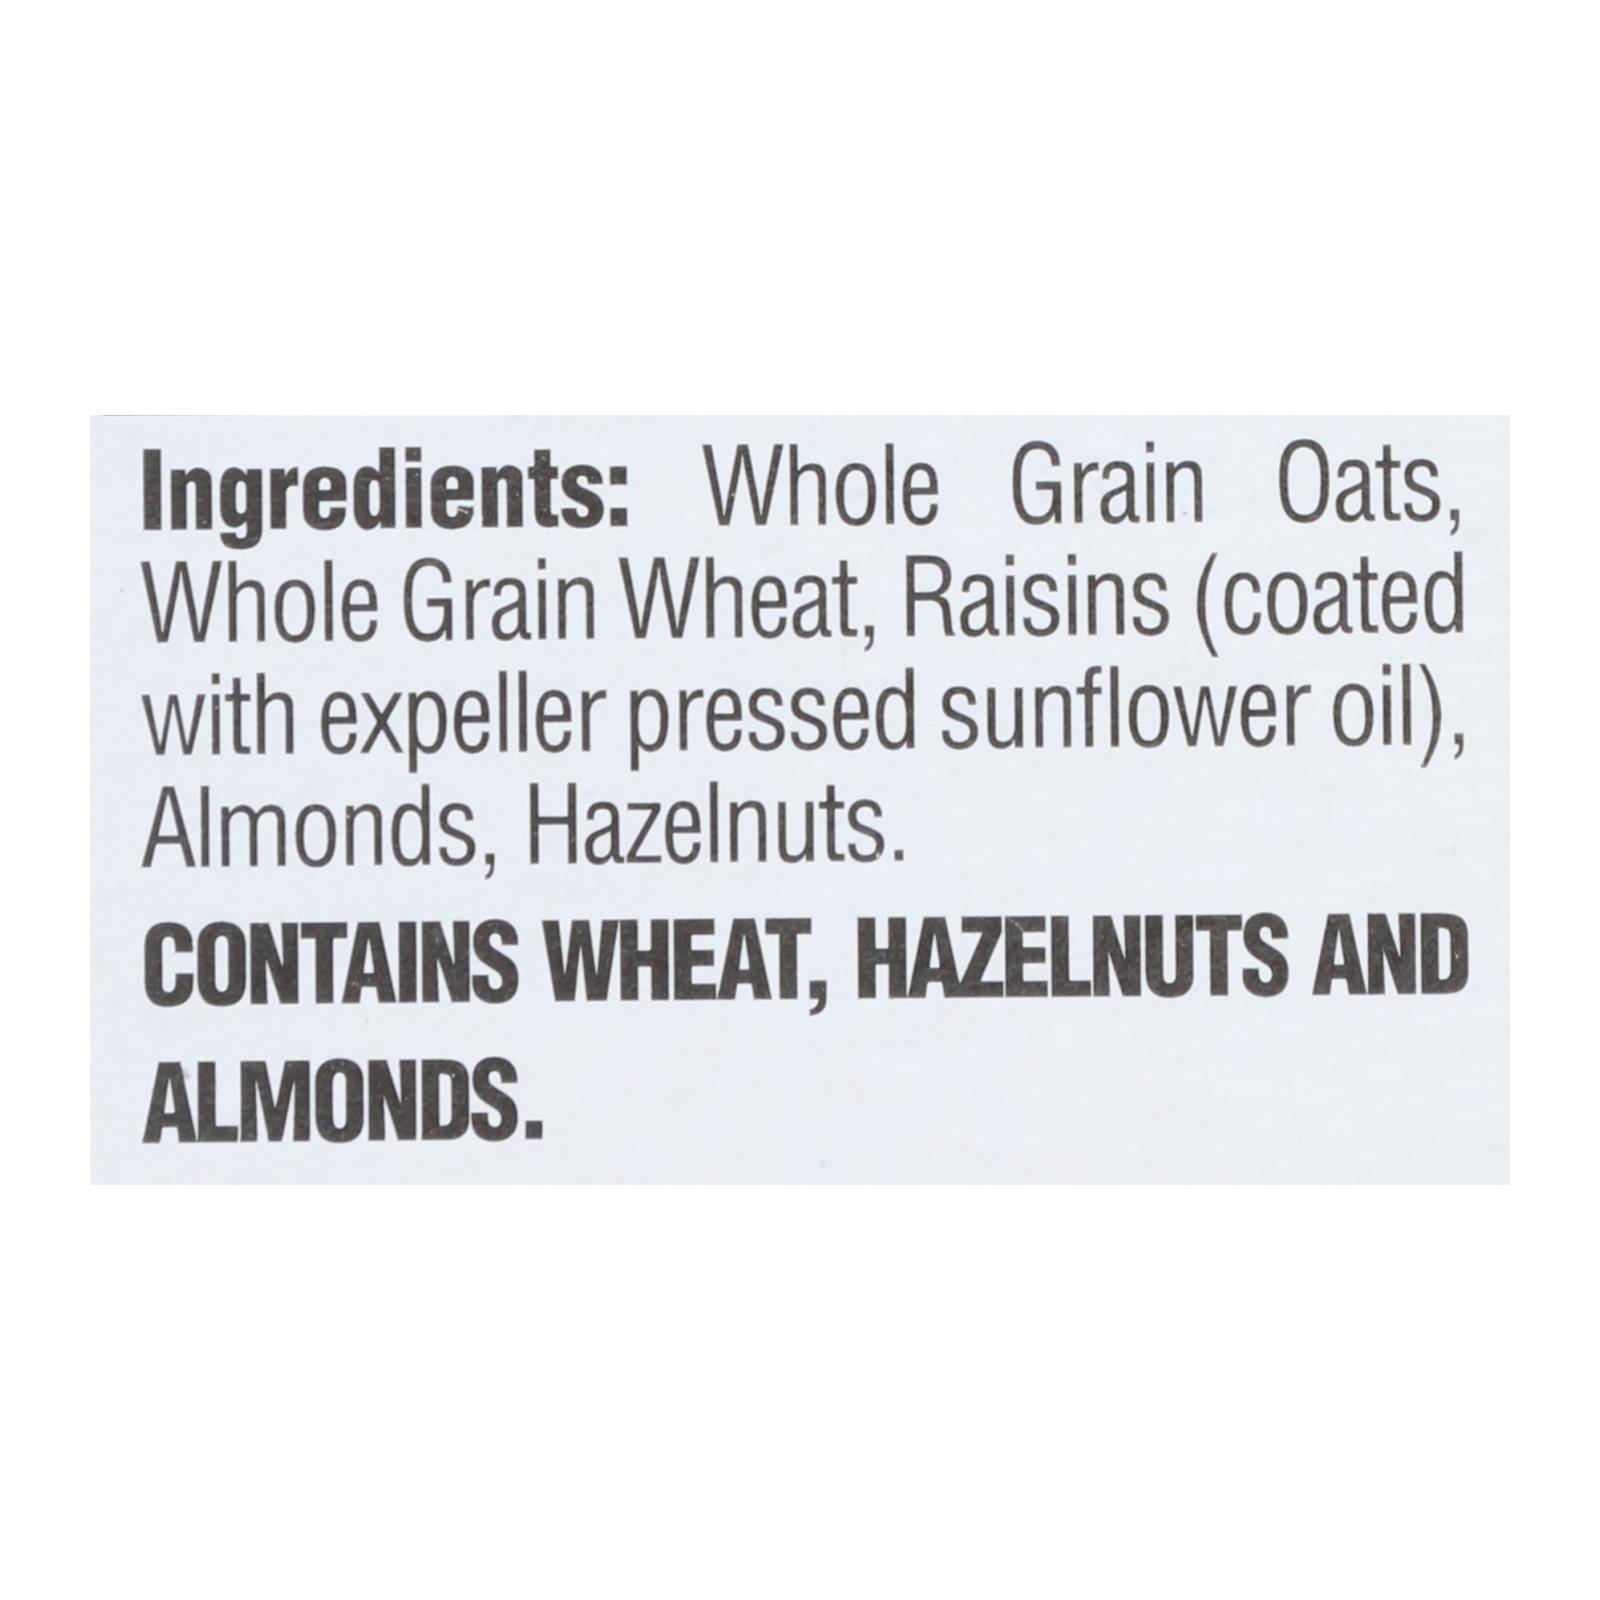 Ingredients: Whole Grain Oats,
Whole Grain Wheat, Raisins (coated
with expeller pressed sunflower oil),
Almonds, Hazelnuts.
CONTAINS WHEAT, HAZELNUTS AND
ALMONDS.